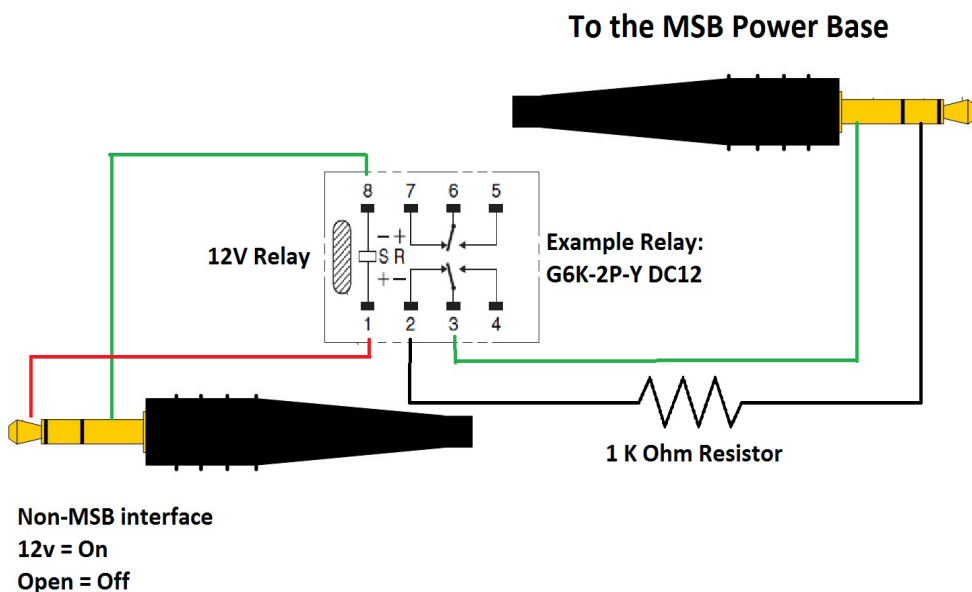 To the MSB Power Base
8 7 6 5
12V Relay
- +
S R
+ -
Example Relay:
G6K-2P-Y DC12
1 2 3 4
1 K Ohm Resistor
Non-MSB interface
12v = On
Open = Off